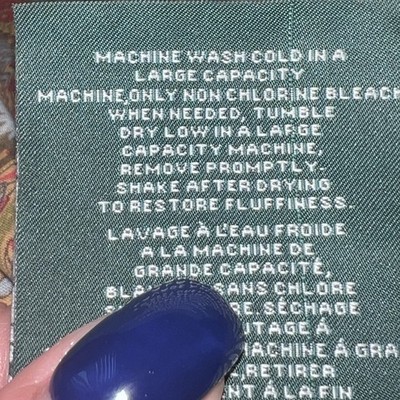 MACHINE WASH COLD IN A
LARGE CAPACITY
MACHINE,ONLY NON CHLORINE BLEACH
WHEN NEEDED, TUMBLE
DRY LOW IN A LARGE
CAPACITY MACHINE,
REMOVE PROMPTLY.
SHAKE AFTER DRYING
TO RESTORE FLUFFINESS.
LAVAGE À L'EAU FROIDE
A LA MACHINE DE
GRANDE CAPACITÉ,
SANS CHLORE
SÉCHAGE
À
MACHINE Á
RETIRER
Á LA FIN